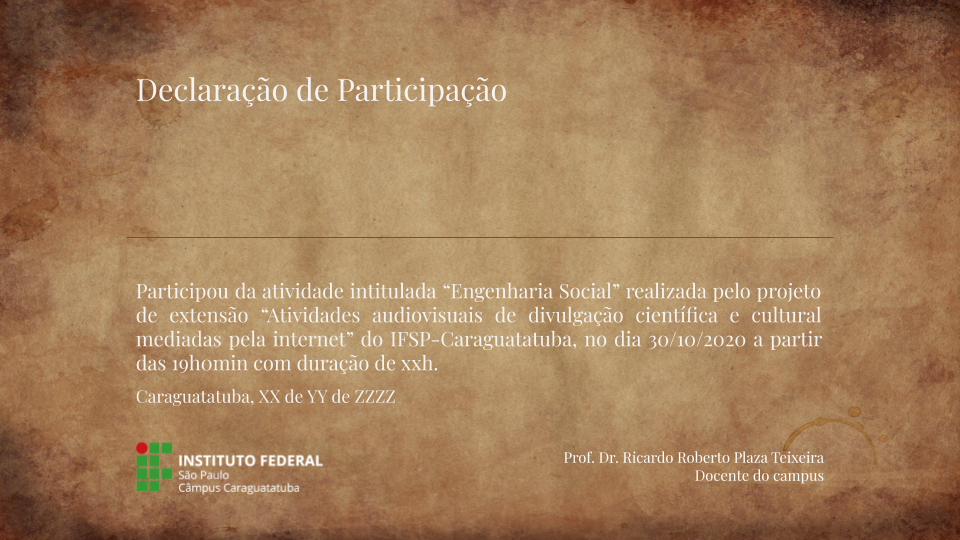 Declaração de Participação
Participou da atividade intitulada “Engenharia Social” realizada pelo projeto
de extensão “Atividades audiovisuais de divulgação científica e cultural
mediadas pela internet” do IFSP-Caraguatatuba, no dia 30/10/2020 a partir
das 19h0min com duração de xxh.
Caraguatatuba, XX de YY de ZZZZ
INSTITUTO FEDERAL
São Paulo
Câmpus Caraguatatuba
Prof. Dr. Ricardo Roberto Plaza Teixeira
Docente do campus